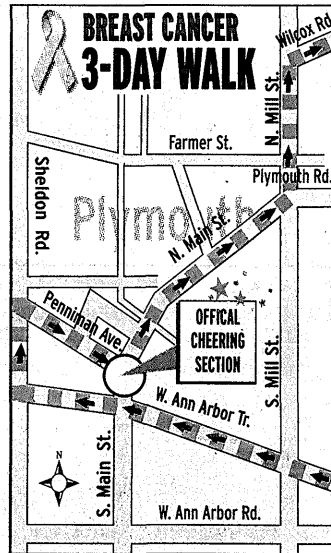 BREAST CANCER
3-DAY WALK
Wilcox Rd.
N. Mill St.
Farmer St.
Plymouth Rd.
Sheldon Rd.
Plymouth
N. Main St.
Penniman Ave.
OFFICAL
CHEERING
SECTION
S. Mill St.
W. Ann Arbor Tr.
N
S. Main St.
W. Ann Arbor Rd.